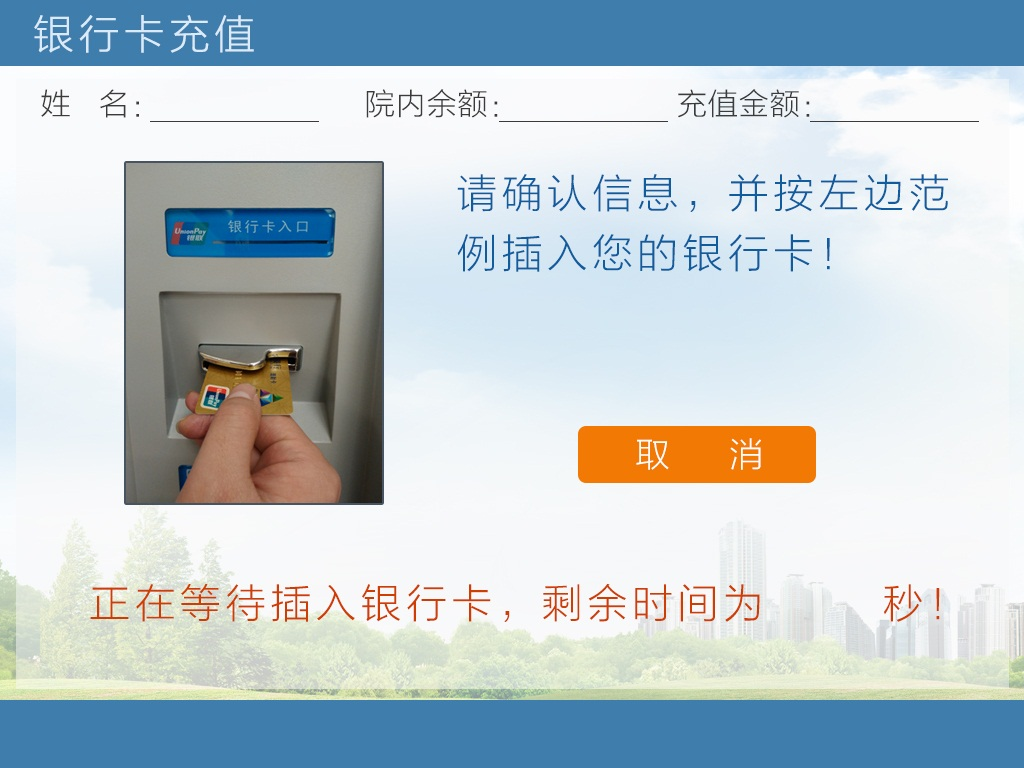 银行卡充值
姓 名: 院内余额: 充值金额:
请确认信息，并按左边范
例插入您的银行卡！
UnionPay
银联
银行卡入口
取 消
正在等待插入银行卡，剩余时间为 秒！